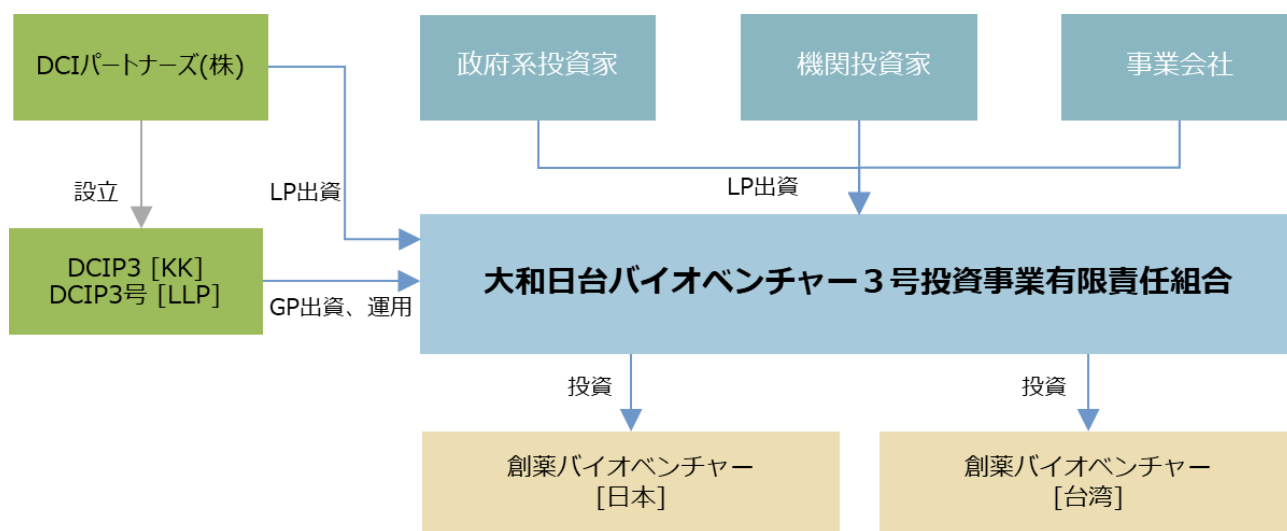 DCIパートナーズ(株)
政府系投資家
機関投資家
事業会社
設立
LP出資
LP出資
DCIP3 [KK]
DCIP3号 [LLP]
GP出資、運用
大和日台バイオベンチャー３号投資事業有限責任組合
投資
投資
創薬バイオベンチャー
[日本]
創薬バイオベンチャー
[台湾]